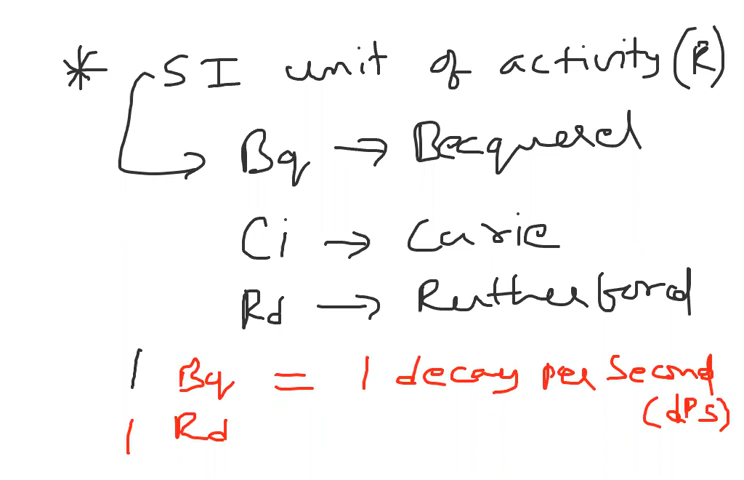 * SI unit of activity (R)
Bq → Becquerel
Ci → Curie
Rd → Rutherford
1 Bq = 1 decay per second
(dps)
1 Rd